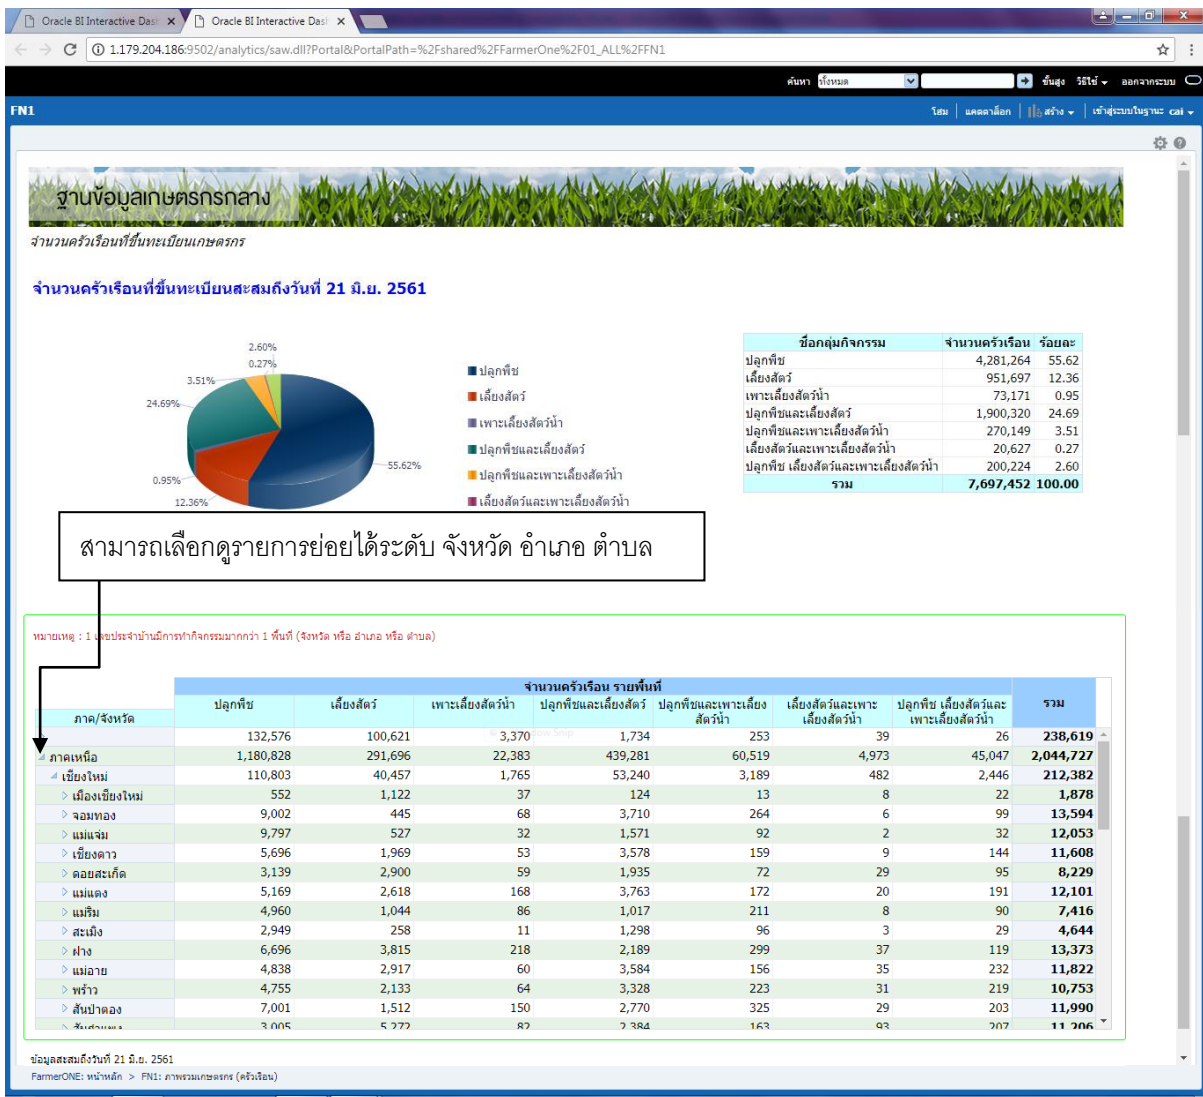 Oracle BI Interactive Das
Oracle BI Interactive Das
1.179.204.186:9502/analytics/saw.dll?Portal&PortalPath=%2Fshared%2FFarmerOne%2F01_ALL%2FFN1
ค้นหา ทั้งหมด ขั้นสูง วิธีใช้ ออกจากระบบ
FN1 โฮม แคตตาล็อก สร้าง เข้าสู่ระบบในฐานะ cai
ฐานข้อมูลเกษตรกรกลาง
จำนวนครัวเรือนที่ขึ้นทะเบียนเกษตรกร
จำนวนครัวเรือนที่ขึ้นทะเบียนสะสมถึงวันที่ 21 มิ.ย. 2561
2.60%
0.27%
3.51%
24.69%
55.62%
0.95%
12.36%
ปลูกพืช
เลี้ยงสัตว์
เพาะเลี้ยงสัตว์น้ำ
ปลูกพืชและเลี้ยงสัตว์
ปลูกพืชและเพาะเลี้ยงสัตว์น้ำ
เลี้ยงสัตว์และเพาะเลี้ยงสัตว์น้ำ
ชื่อกลุ่มกิจกรรม จำนวนครัวเรือน ร้อยละ
ปลูกพืช 4,281,264 55.62
เลี้ยงสัตว์ 951,697 12.36
เพาะเลี้ยงสัตว์น้ำ 73,171 0.95
ปลูกพืชและเลี้ยงสัตว์ 1,900,320 24.69
ปลูกพืชและเพาะเลี้ยงสัตว์น้ำ 270,149 3.51
เลี้ยงสัตว์และเพาะเลี้ยงสัตว์น้ำ 20,627 0.27
ปลูกพืช เลี้ยงสัตว์และเพาะเลี้ยงสัตว์น้ำ 200,224 2.60
รวม 7,697,452 100.00
สามารถเลือกดูรายการย่อยได้ระดับ จังหวัด อำเภอ ตำบล
หมายเหตุ : 1 เลขประจำบ้านมีการทำกิจกรรมมากกว่า 1 พื้นที่ (จังหวัด หรือ อำเภอ หรือ ตำบล)
จำนวนครัวเรือน รายพื้นที่
ภาค/จังหวัด ปลูกพืช เลี้ยงสัตว์ เพาะเลี้ยงสัตว์น้ำ ปลูกพืชและเลี้ยงสัตว์ ปลูกพืชและเพาะเลี้ยงสัตว์น้ำ เลี้ยงสัตว์และเพาะเลี้ยงสัตว์น้ำ ปลูกพืช เลี้ยงสัตว์และเพาะเลี้ยงสัตว์น้ำ รวม
132,576 100,621 3,370 1,734 253 39 26 238,619
ภาคเหนือ 1,180,828 291,696 22,383 439,281 60,519 4,973 45,047 2,044,727
เชียงใหม่ 110,803 40,457 1,765 53,240 3,189 482 2,446 212,382
เมืองเชียงใหม่ 552 1,122 37 124 13 8 22 1,878
จอมทอง 9,002 445 68 3,710 264 6 99 13,594
แม่แจ่ม 9,797 527 32 1,571 92 2 32 12,053
เชียงดาว 5,696 1,969 53 3,578 159 9 144 11,608
ดอยสะเก็ด 3,139 2,900 59 1,935 72 29 95 8,229
แม่แตง 5,169 2,618 168 3,763 172 20 191 12,101
แม่ริม 4,960 1,044 86 1,017 211 8 90 7,416
สะเมิง 2,949 258 11 1,298 96 3 29 4,644
ฝาง 6,696 3,815 218 2,189 299 37 119 13,373
แม่อาย 4,838 2,917 60 3,584 156 35 232 11,822
พร้าว 4,755 2,133 64 3,328 223 31 219 10,753
สันป่าตอง 7,001 1,512 150 2,770 325 29 203 11,990
สันกำแพง 3,005 5,272 82 2,384 163 93 207 11,206
ข้อมูลสะสมถึงวันที่ 21 มิ.ย. 2561
FarmerONE: หน้าหลัก > FN1: ภาพรวมเกษตรกร (ครัวเรือน)